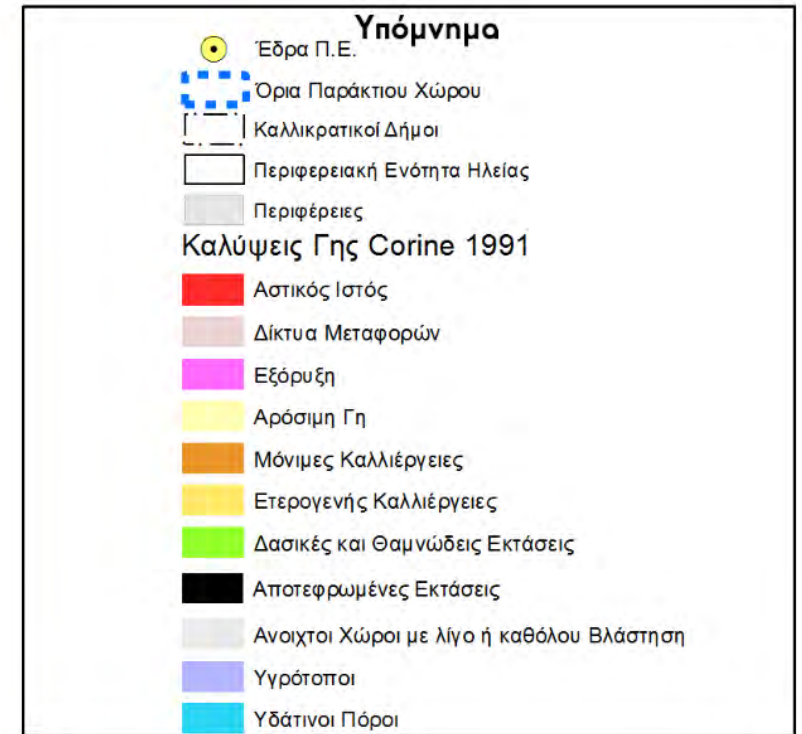 Υπόμνημα
Έδρα Π.Ε.
Όρια Παράκτιου Χώρου
Καλλικρατικοί Δήμοι
Περιφερειακή Ενότητα Ηλείας
Περιφέρειες
Καλύψεις Γης Corine 1991
Αστικός Ιστός
Δίκτυα Μεταφορών
Εξόρυξη
Αρόσιμη Γη
Μόνιμες Καλλιέργειες
Ετερογενής Καλλιέργειες
Δασικές και Θαμνώδεις Εκτάσεις
Αποτεφρωμένες Εκτάσεις
Ανοιχτοι Χώροι με λίγο ή καθόλου Βλάστηση
Υγρότοποι
Υδάτινοι Πόροι